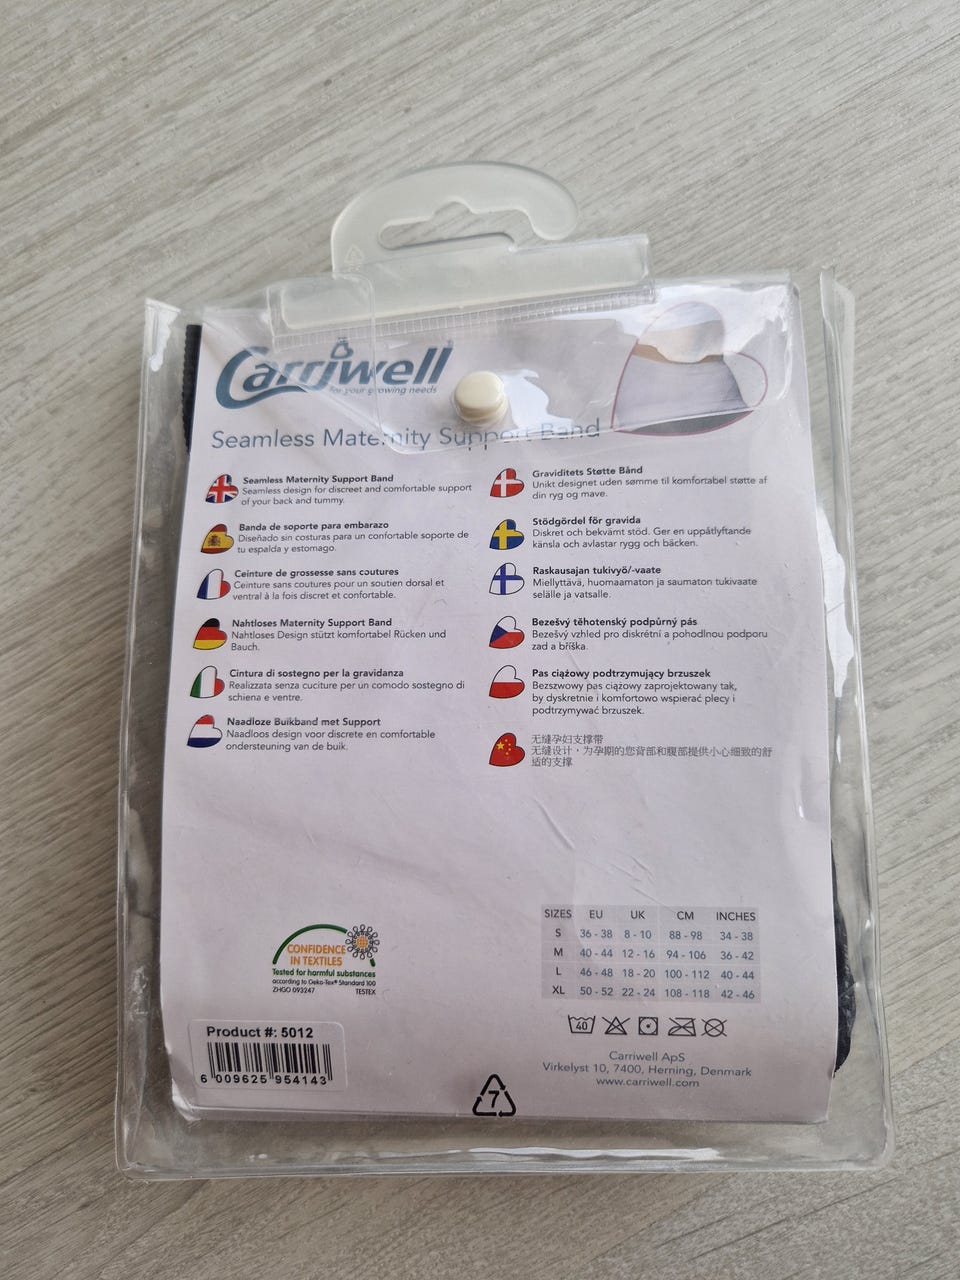 Carriwell
for your growing needs
Seamless Maternity Support Band
Seamless Maternity Support Band
Seamless design for discreet and comfortable support
of your back and tummy.
Banda de soporte para embarazo
Diseñado sin costuras para un confortable soporte de
tu espalda y estomago.
Ceinture de grossesse sans coutures
Ceinture sans coutures pour un soutien dorsal et
ventral à la fois discret et confortable.
Nahtloses Maternity Support Band
Nahtloses Design stützt komfortabel Rücken und
Bauch.
Cintura di sostegno per la gravidanza
Realizzata senza cuciture per un comodo sostegno di
schiena e ventre.
Naadloze Buikband met Support
Naadloos design voor discrete en comfortable
ondersteuning van de buik.
Graviditets Støtte Bånd
Unikt designet uden sømme til komfortabel støtte af
din ryg og mave.
Stödgördel för gravida
Diskret och bekvämt stöd. Ger en uppåtlyftande
känsla och avlastar rygg och bäcken.
Raskausajan tukivyö/-vaate
Miellyttävä, huomaamaton ja saumaton tukivaate
selälle ja vatsalle.
Bezešvý těhotenský podpůrný pás
Bezešvý vzhled pro diskrétní a pohodlnou podporu
zad a bříška.
Pas ciążowy podtrzymujący brzuszek
Bezszwowy pas ciążowy zaprojektowany tak,
by dyskretnie i komfortowo wspierać plecy i
podtrzymywać brzuszek.
无缝孕妇支撑带
无缝设计，为孕期的您背部和腹部提供小心细致的舒
适的支撑
CONFIDENCE
IN TEXTILES
Tested for harmful substances
according to Oeko-Tex® Standard 100
ZHGO 093247 TESTEX
SIZES EU UK CM INCHES
S 36 - 38 8 - 10 88 - 98 34 - 38
M 40 - 44 12 - 16 94 - 106 36 - 42
L 46 - 48 18 - 20 100 - 112 40 - 44
XL 50 - 52 22 - 24 108 - 118 42 - 46
40
Product #: 5012
6 009625 954143
Carriwell ApS
Virkelyst 10, 7400, Herning, Denmark
www.carriwell.com
7